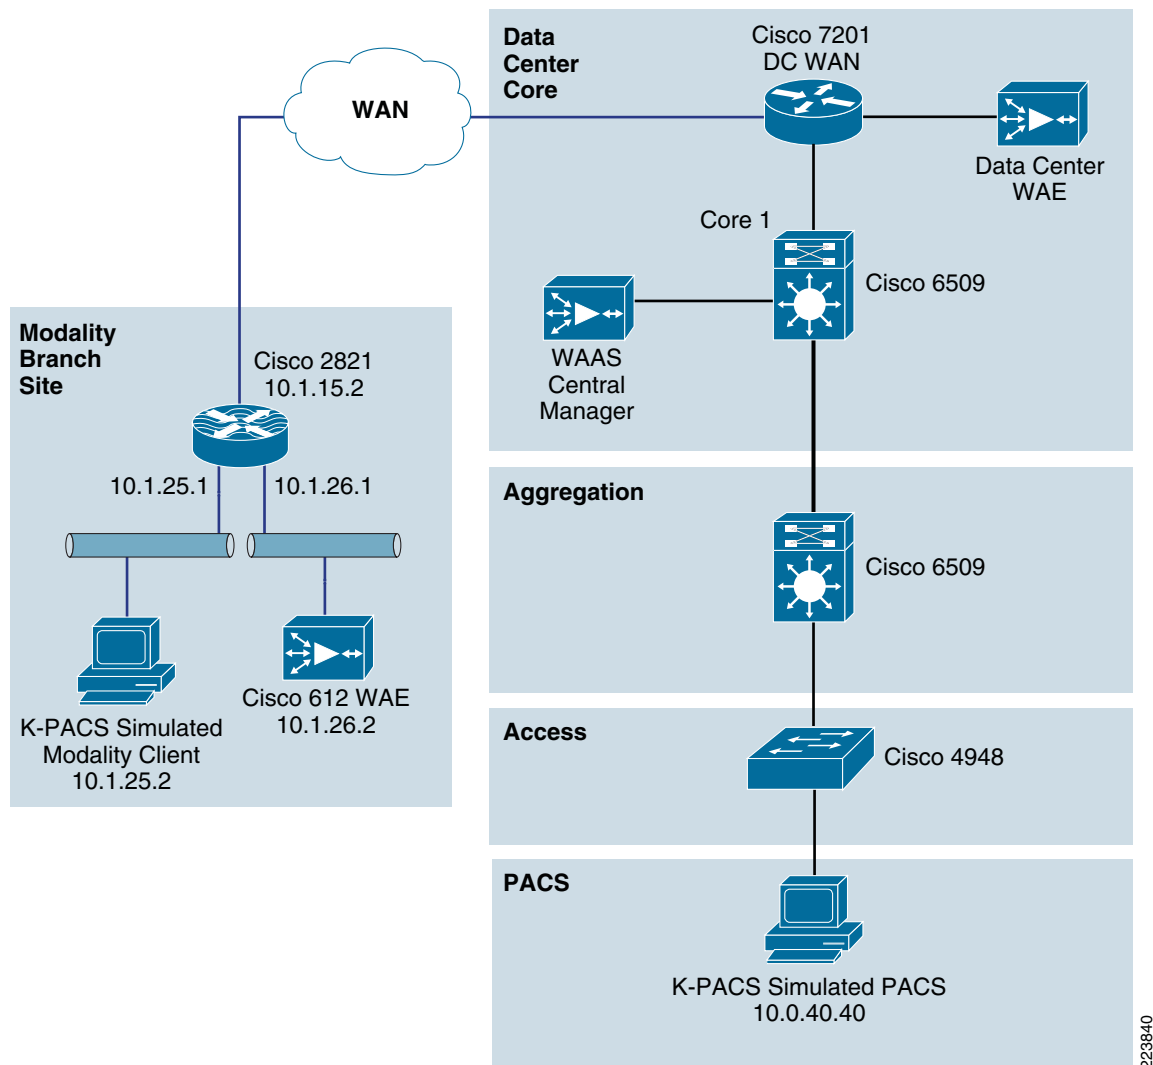 Data
Center
Core
Cisco 7201
DC WAN
WAN
Data Center
WAE
Core 1
Cisco 6509
WAAS
Central
Manager
Modality
Branch
Site
Cisco 2821
10.1.15.2
10.1.25.1
10.1.26.1
K-PACS Simulated
Modality Client
10.1.25.2
Cisco 612 WAE
10.1.26.2
Aggregation
Cisco 6509
Access
Cisco 4948
PACS
K-PACS Simulated PACS
10.0.40.40
223840